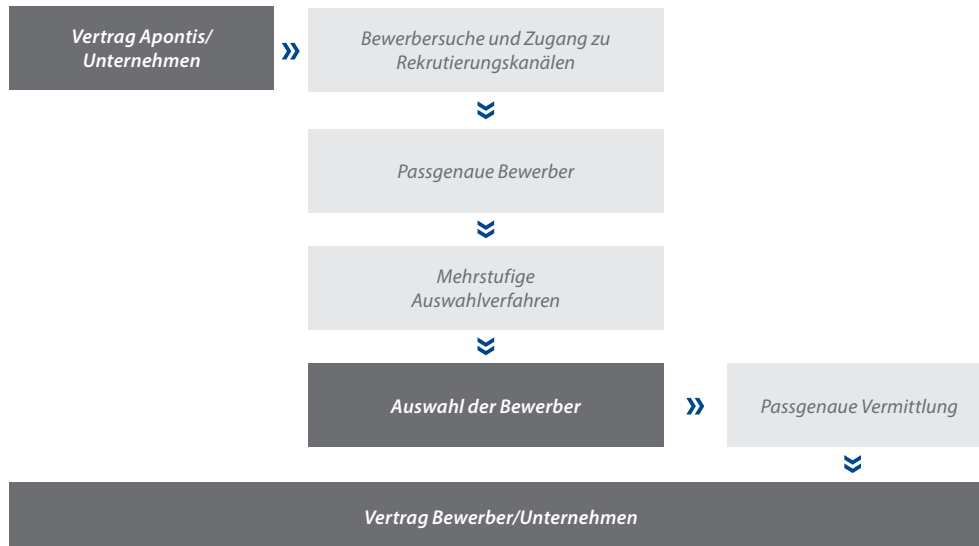 Vertrag Apontis/
Unternehmen
Bewerbersuche und Zugang zu
Rekrutierungskanälen
Passgenaue Bewerber
Mehrstufige
Auswahlverfahren
Auswahl der Bewerber
Passgenaue Vermittlung
Vertrag Bewerber/Unternehmen